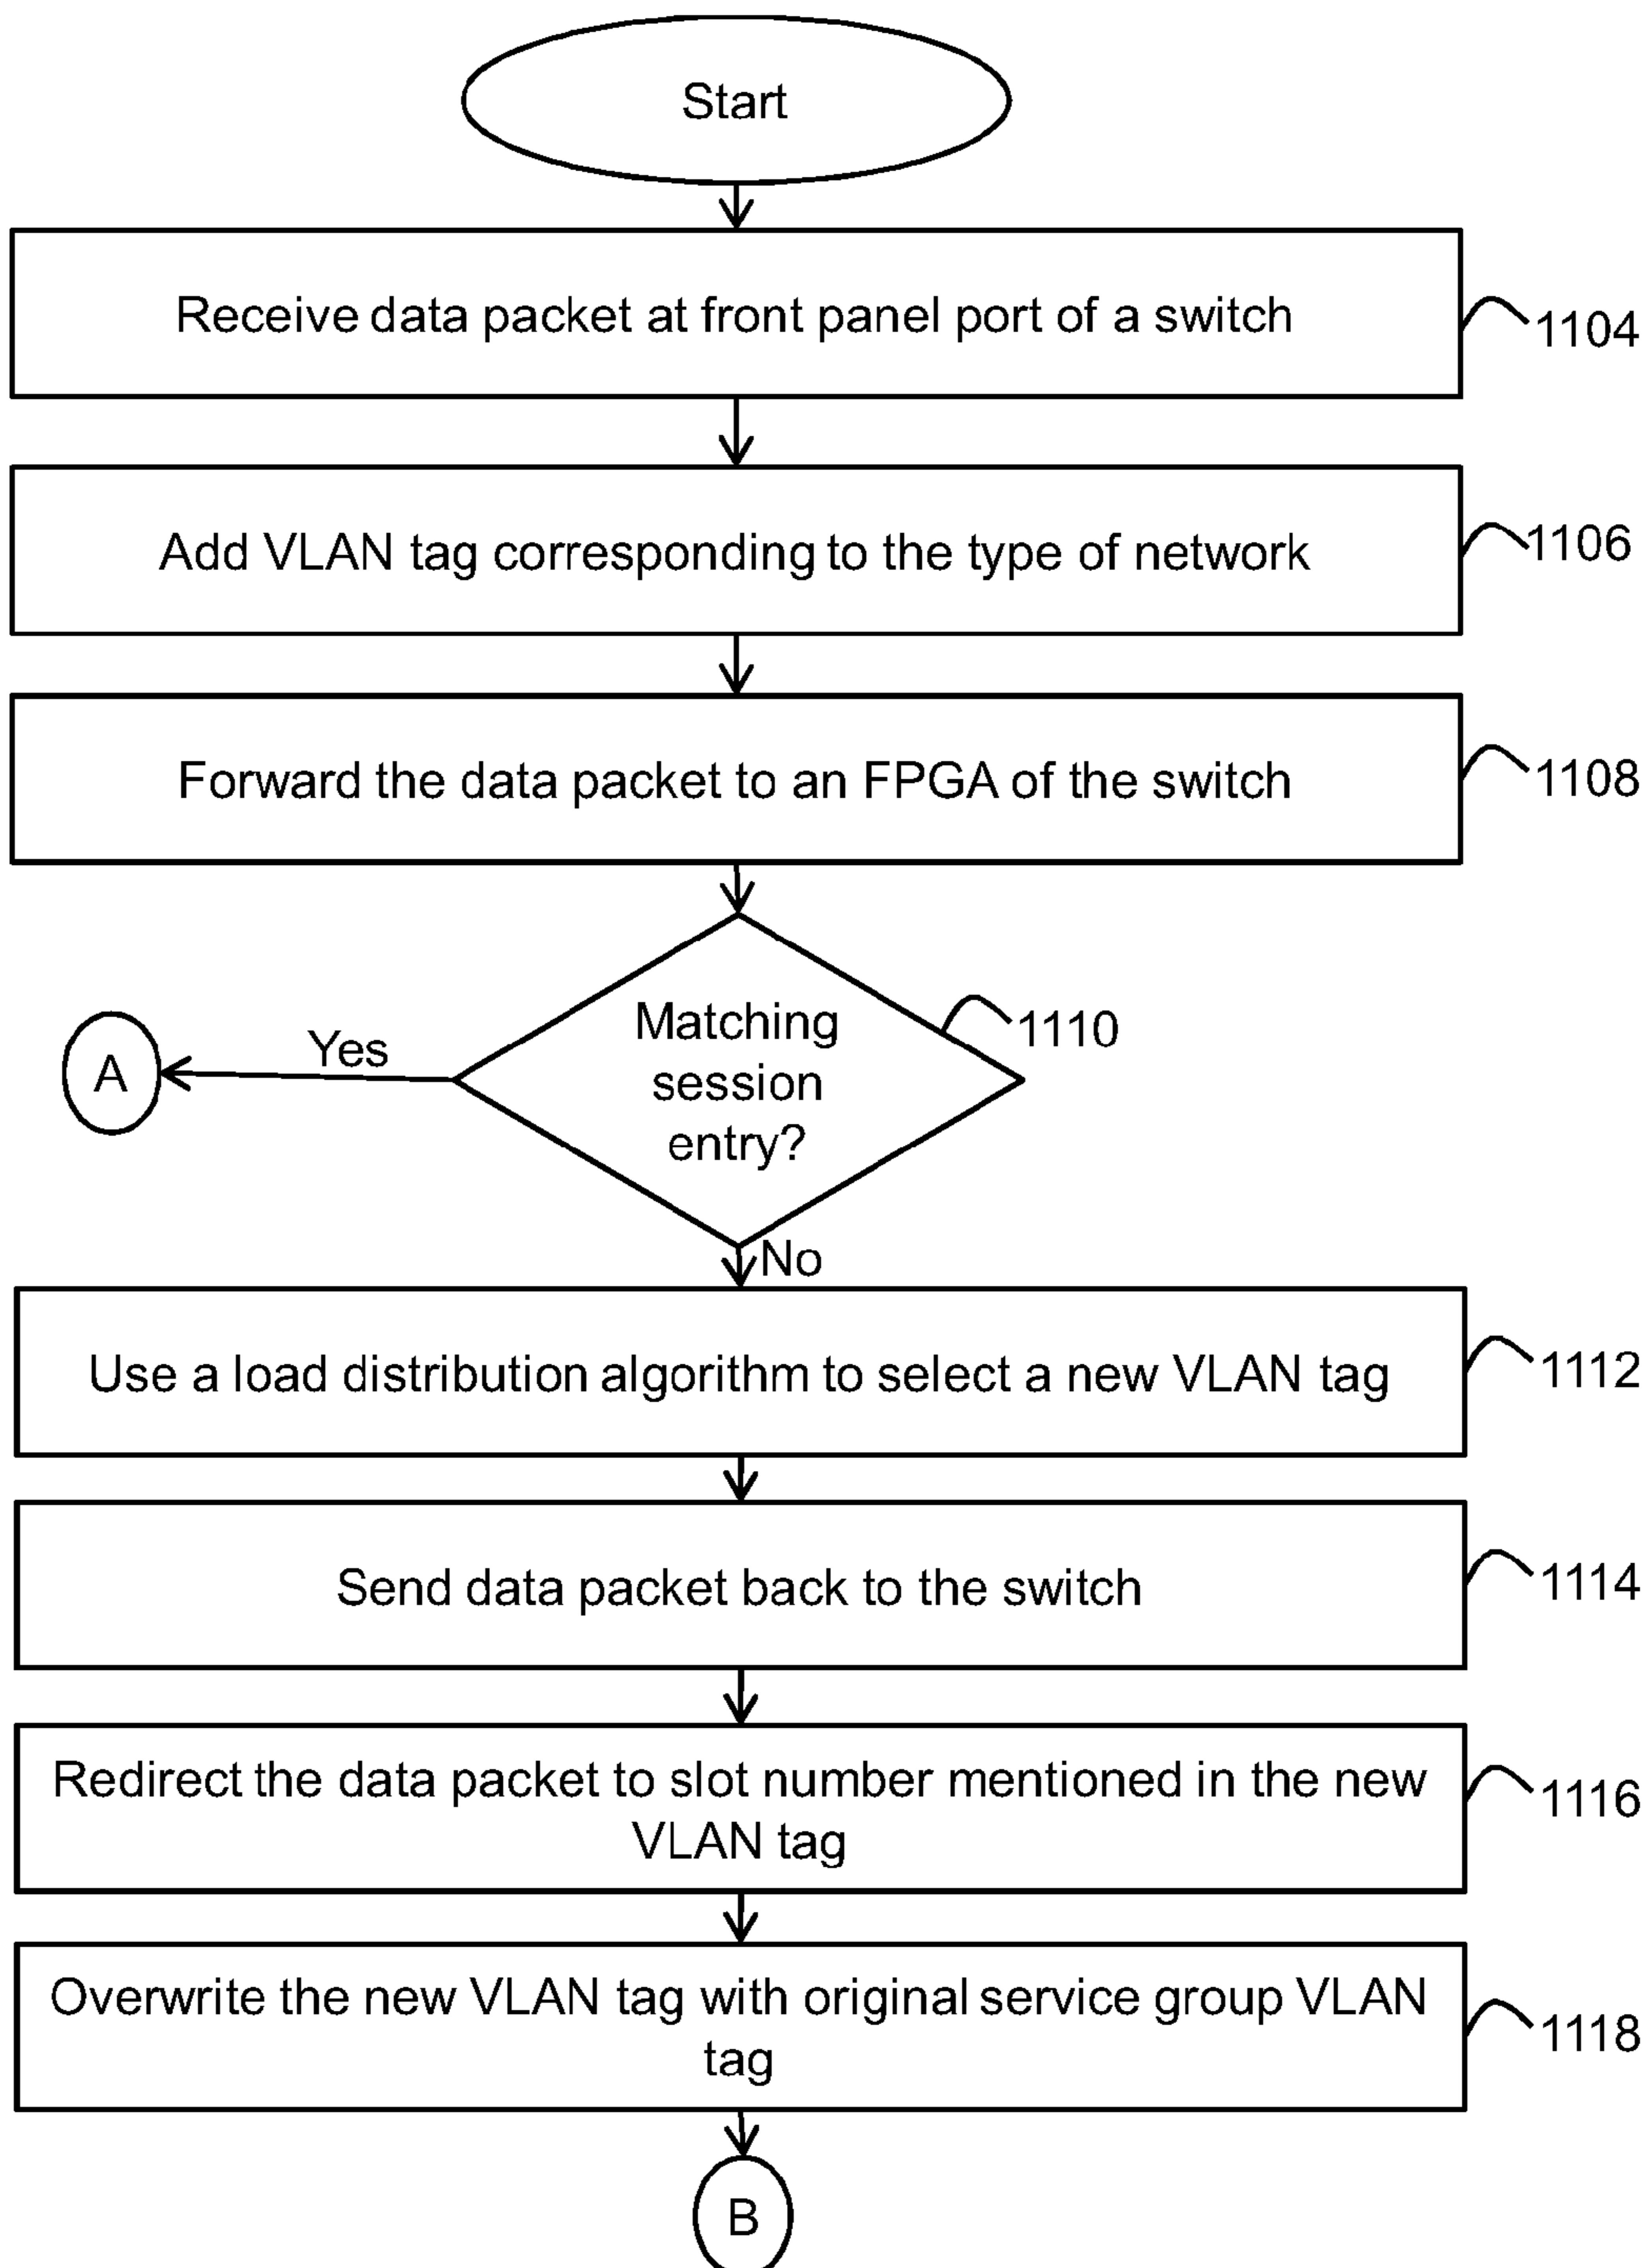 Start
Receive data packet at front panel port of a switch
1104
Add VLAN tag corresponding to the type of network
1106
Forward the data packet to an FPGA of the switch
1108
Matching
session
entry?
1110
Yes
A
No
Use a load distribution algorithm to select a new VLAN tag
1112
Send data packet back to the switch
1114
Redirect the data packet to slot number mentioned in the new
VLAN tag
1116
Overwrite the new VLAN tag with original service group VLAN
tag
1118
B